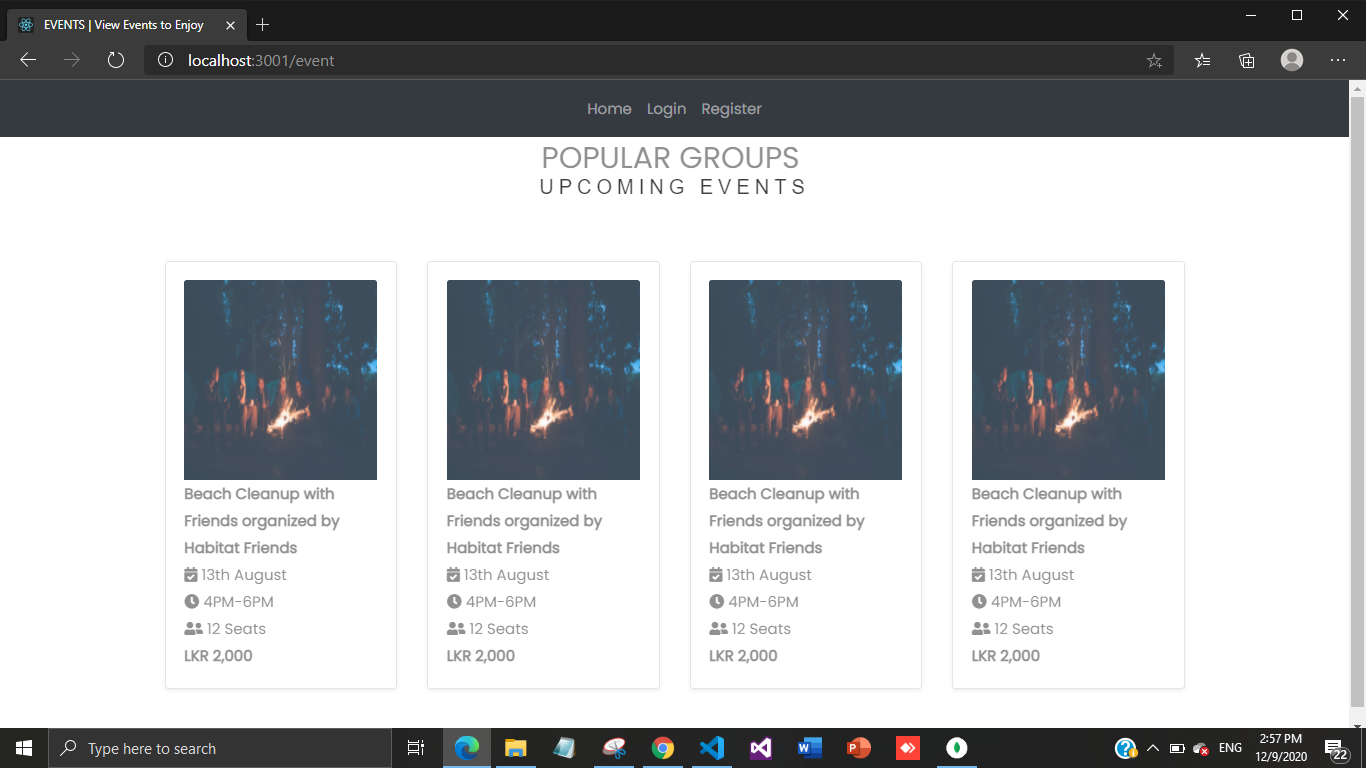 EVENTS | View Events to Enjoy
localhost:3001/event
Home Login Register
POPULAR GROUPS
UPCOMING EVENTS
Beach Cleanup with
Friends organized by
Habitat Friends
13th August
4PM-6PM
12 Seats
LKR 2,000
Beach Cleanup with
Friends organized by
Habitat Friends
13th August
4PM-6PM
12 Seats
LKR 2,000
Beach Cleanup with
Friends organized by
Habitat Friends
13th August
4PM-6PM
12 Seats
LKR 2,000
Beach Cleanup with
Friends organized by
Habitat Friends
13th August
4PM-6PM
12 Seats
LKR 2,000
Type here to search
ENG
2:57 PM
12/9/2020
22